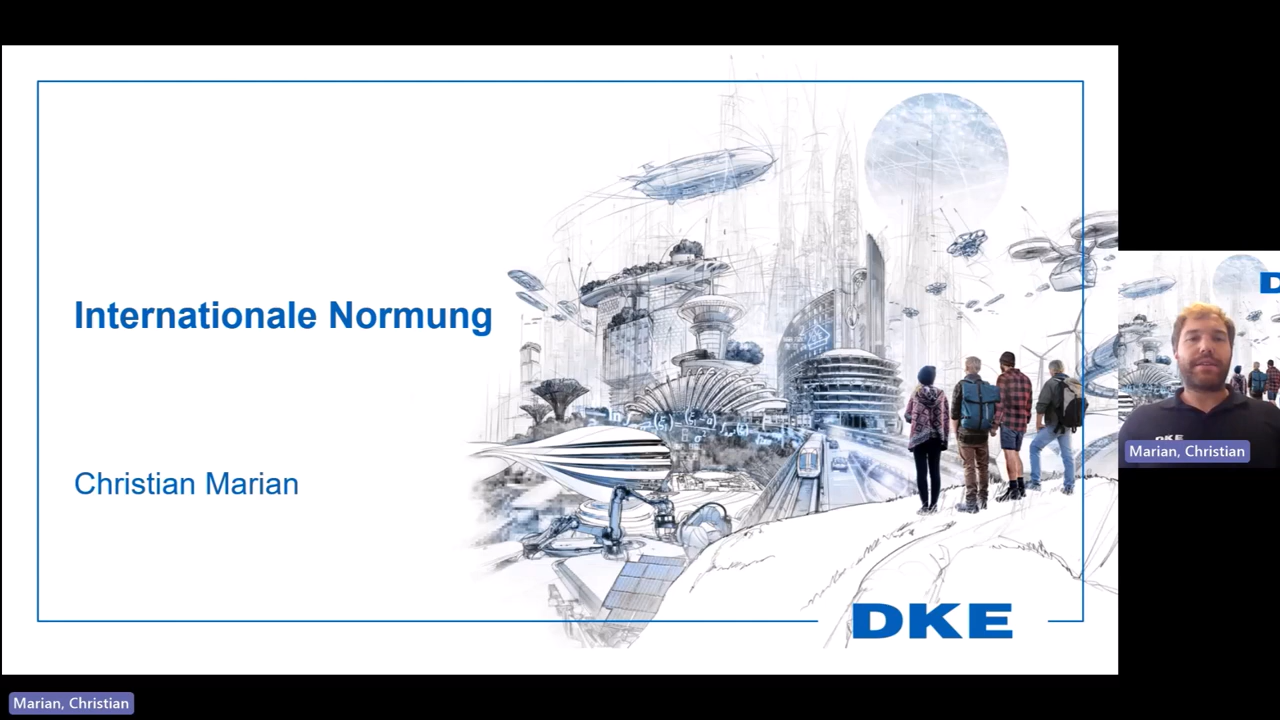 Internationale Normung
Christian Marian
DKE
Marian, Christian
Marian, Christian